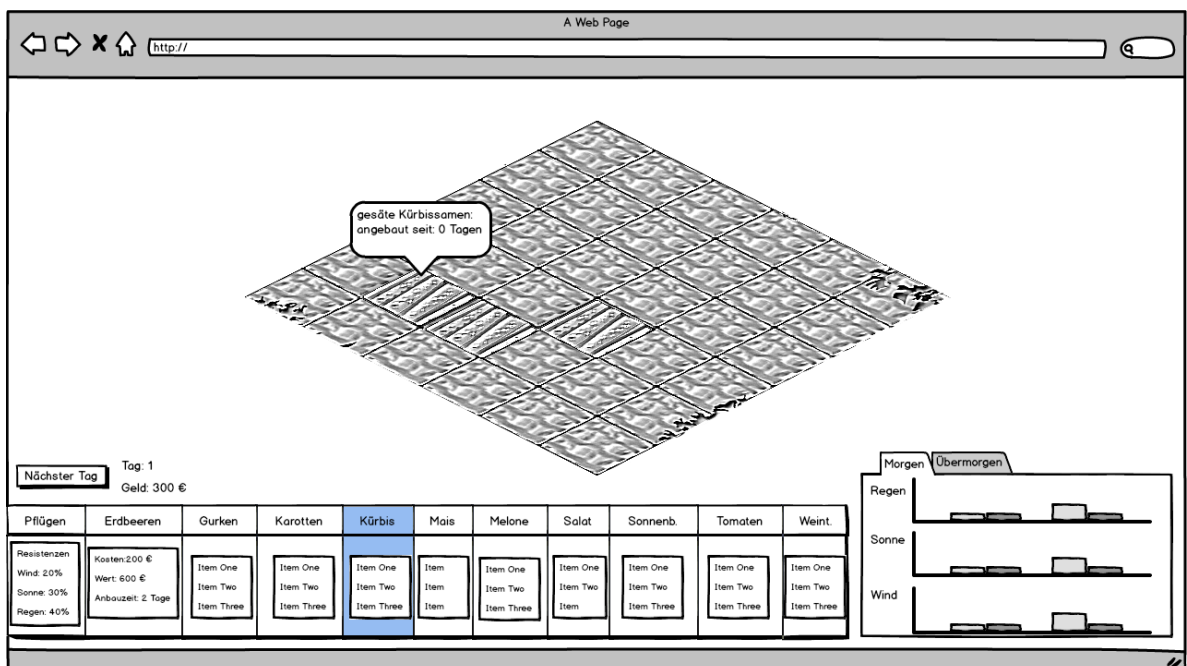 A Web Page
http://
gesäte Kürbissamen:
angebaut seit: 0 Tagen
Nächster Tag
Tag: 1
Geld: 300 €
Pflügen
Erdbeeren
Gurken
Karotten
Kürbis
Mais
Melone
Salat
Sonnenb.
Tomaten
Weint.
Resistenzen
Wind: 20%
Sonne: 30%
Regen: 40%
Kosten:200 €
Wert: 600 €
Anbauzeit: 2 Tage
Item One
Item Two
Item Three
Item One
Item Two
Item Three
Item One
Item Two
Item Three
Item
Item
Item
Item One
Item Two
Item Three
Item One
Item Two
Item
Item One
Item Two
Item Three
Item One
Item Two
Item Three
Item One
Item Two
Item Three
Morgen
Übermorgen
Regen
Sonne
Wind